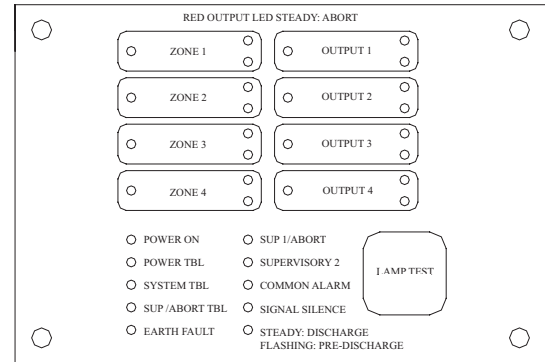 RED OUTPUT LED STEADY: ABORT
ZONE 1
OUTPUT 1
ZONE 2
OUTPUT 2
ZONE 3
OUTPUT 3
ZONE 4
OUTPUT 4
POWER ON
SUP 1/ABORT
POWER TBL
SUPERVISORY 2
SYSTEM TBL
COMMON ALARM
SUP /ABORT TBL
SIGNAL SILENCE
EARTH FAULT
STEADY: DISCHARGE
FLASHING: PRE-DISCHARGE
LAMP TEST